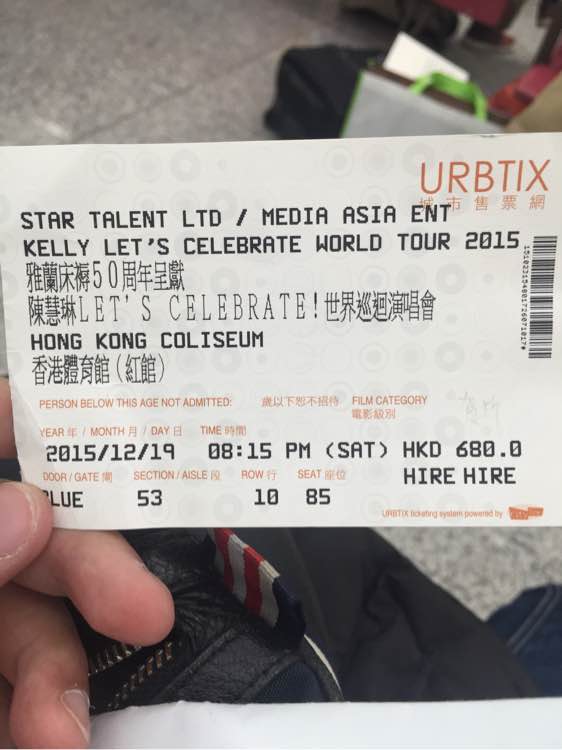 URBTIX
城市售票網
STAR TALENT LTD / MEDIA ASIA ENT
KELLY LET'S CELEBRATE WORLD TOUR 2015
雅蘭床褥50周年呈獻
陳慧琳LET'S CELEBRATE!世界巡迴演唱會
HONG KONG COLISEUM
香港體育館(紅館)
PERSON BELOW THIS AGE NOT ADMITTED: 歲以下恕不招待 FILM CATEGORY
電影級別
YEAR 年 / MONTH 月 / DAY 日 TIME 時間
2015/12/19 08:15 PM (SAT) HKD 680.0
DOOR / GATE 閘 SECTION / AISLE 段 ROW 行 SEAT 座位 HIRE HIRE
BLUE 53 10 85
URBTIX ticketing system powered by